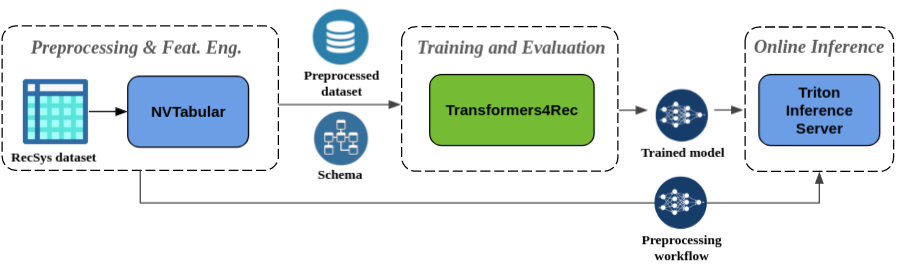 Preprocessing & Feat. Eng.
RecSys dataset
NVTabular
Preprocessed
dataset
Schema
Training and Evaluation
Transformers4Rec
Trained model
Online Inference
Triton
Inference
Server
Preprocessing
workflow